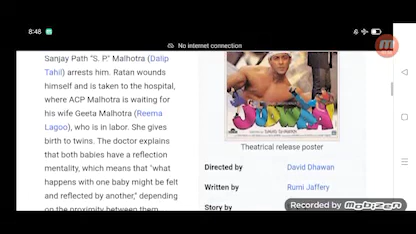 8:48
No internet connection
Sanjay Path "S. P." Malhotra (Dalip
Tahil) arrests him. Ratan wounds
himself and is taken to the hospital,
where ACP Malhotra is waiting for
his wife Geeta Malhotra (Reema
Lagoo), who is in labor. She gives
birth to twins. The doctor explains
that both babies have a reflection
mentality, which means that "what
happens with one baby might be felt
and reflected by another," depending
on the proximity between them.
JUDWAA
Theatrical release poster
Directed by David Dhawan
Written by Rumi Jaffery
Story by
Recorded by mobizen